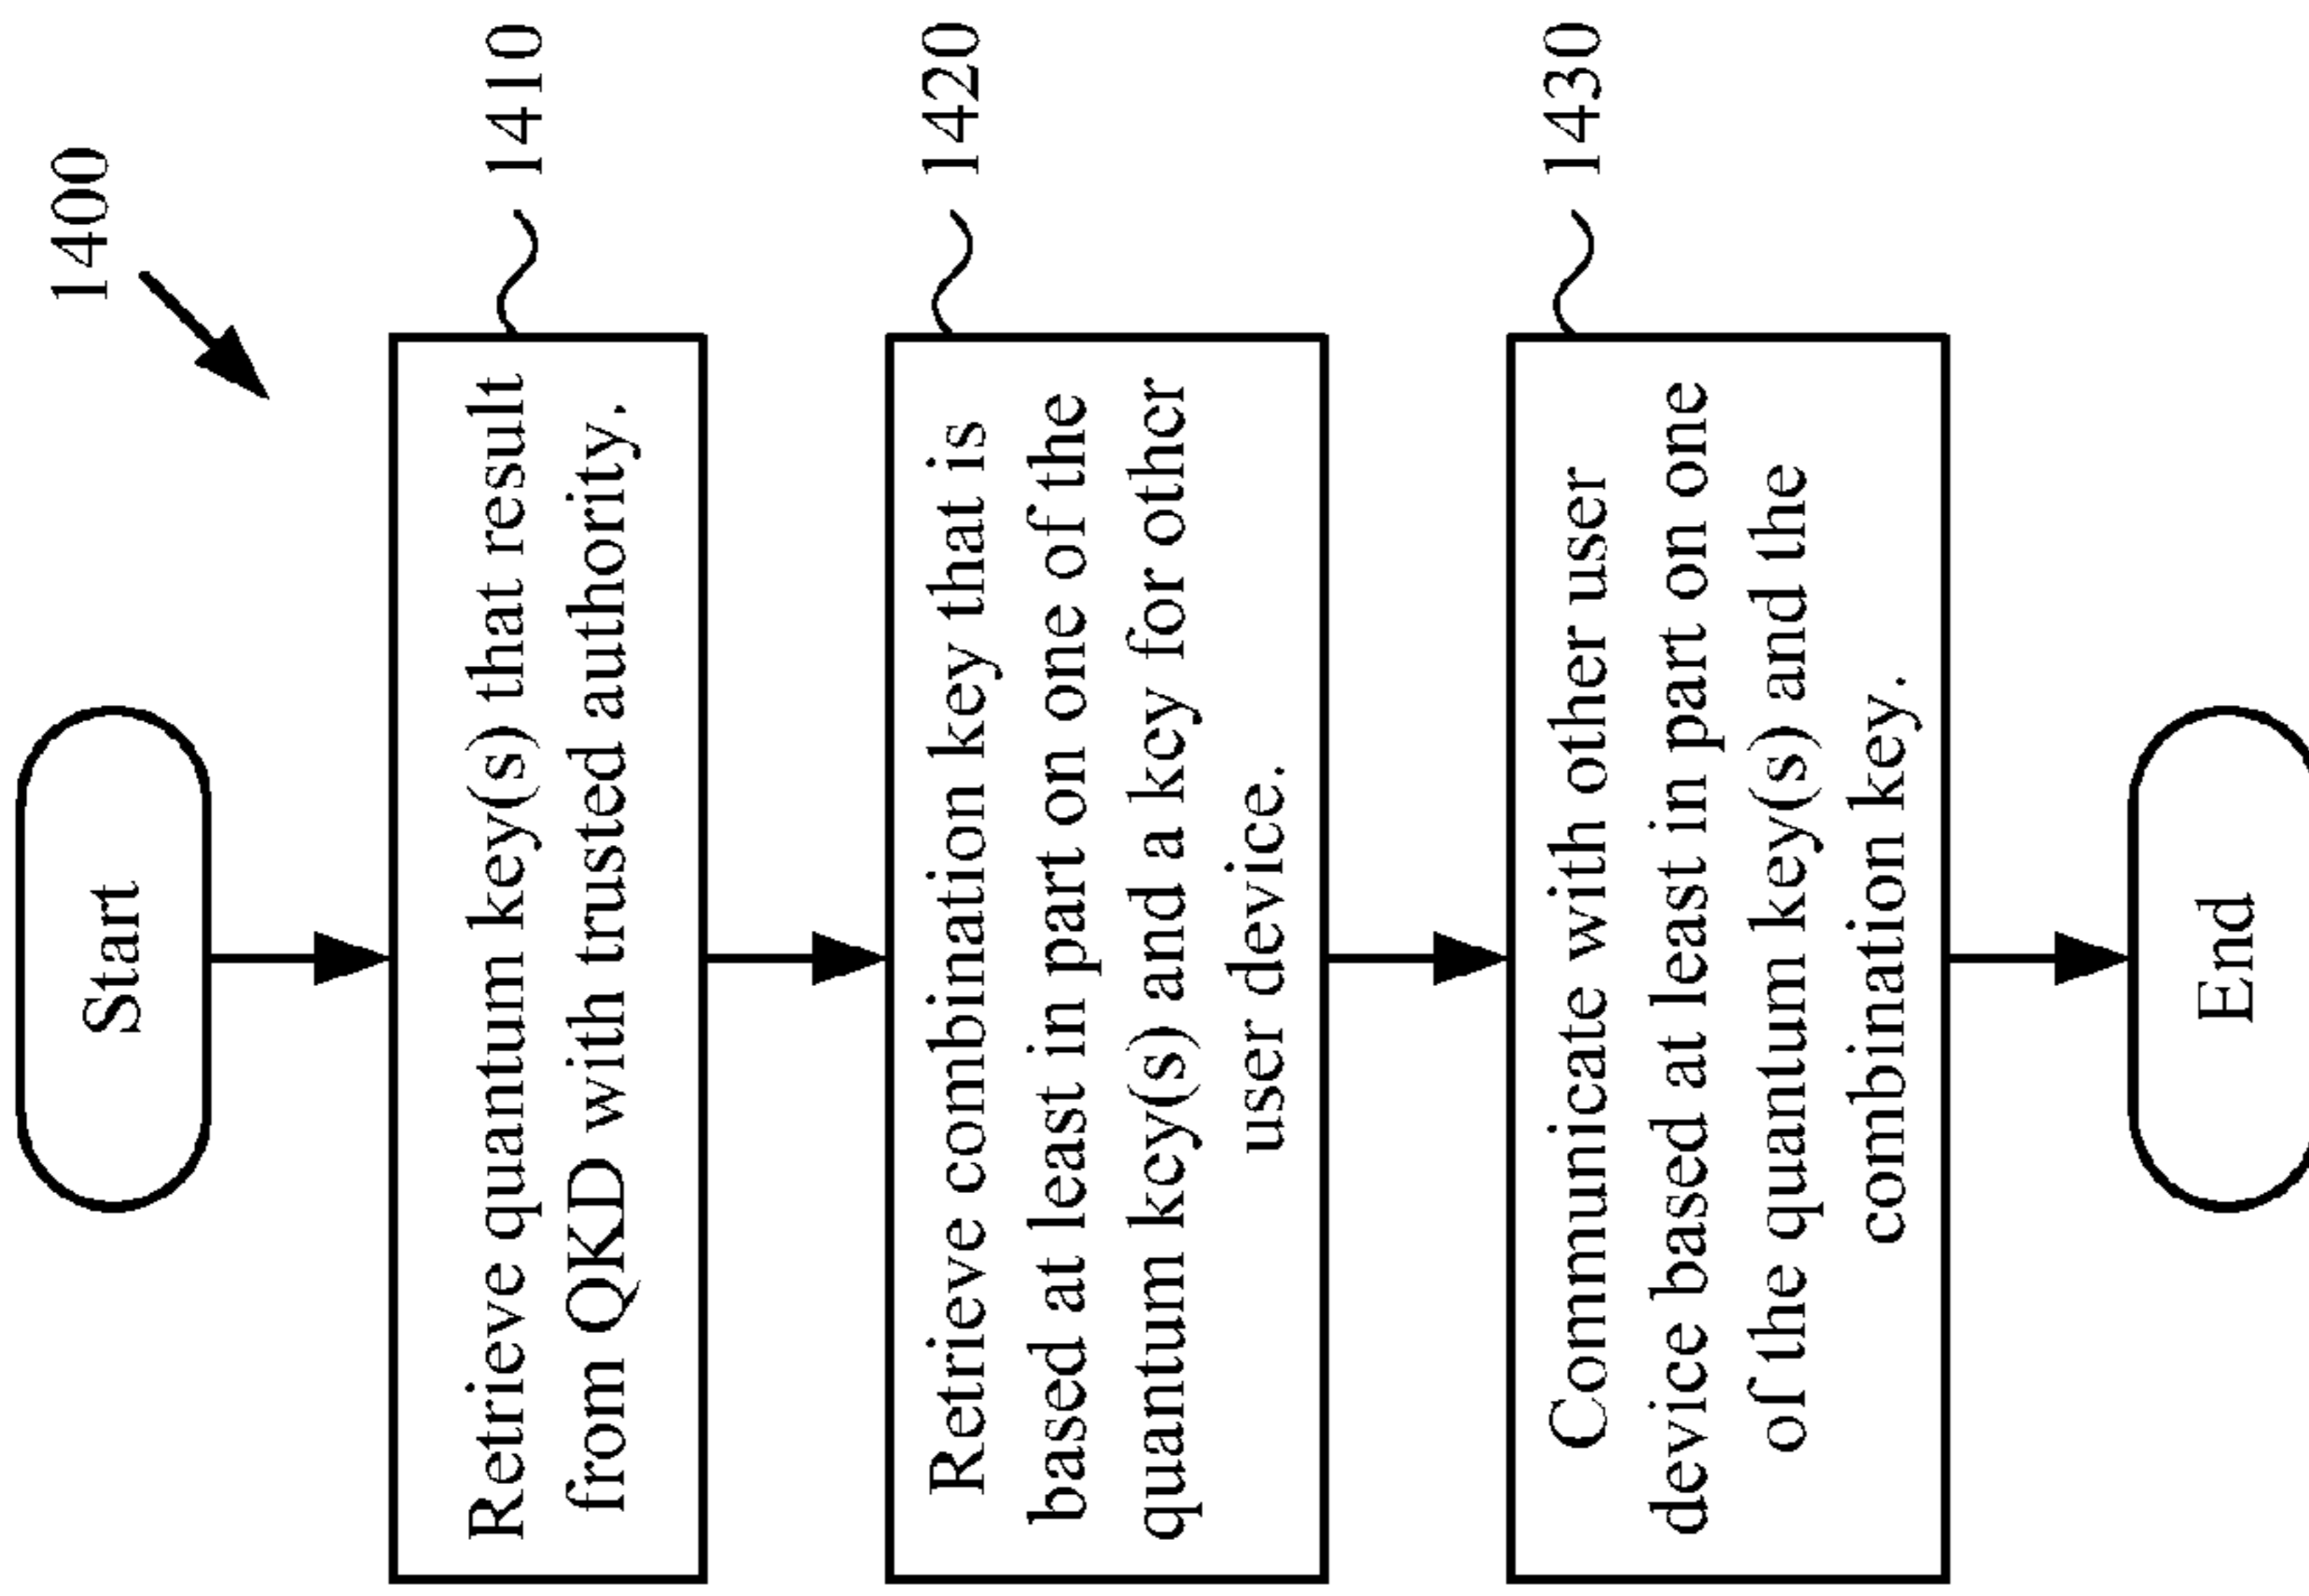 1400
Start
Retrieve quantum key(s) that result
from QKD with trusted authority.
1410
Retrieve combination key that is
based at least in part on one of the
quantum key(s) and a key for other
user device.
1420
Communicate with other user
device based at least in part on one
of the quantum key(s) and the
combination key.
1430
End